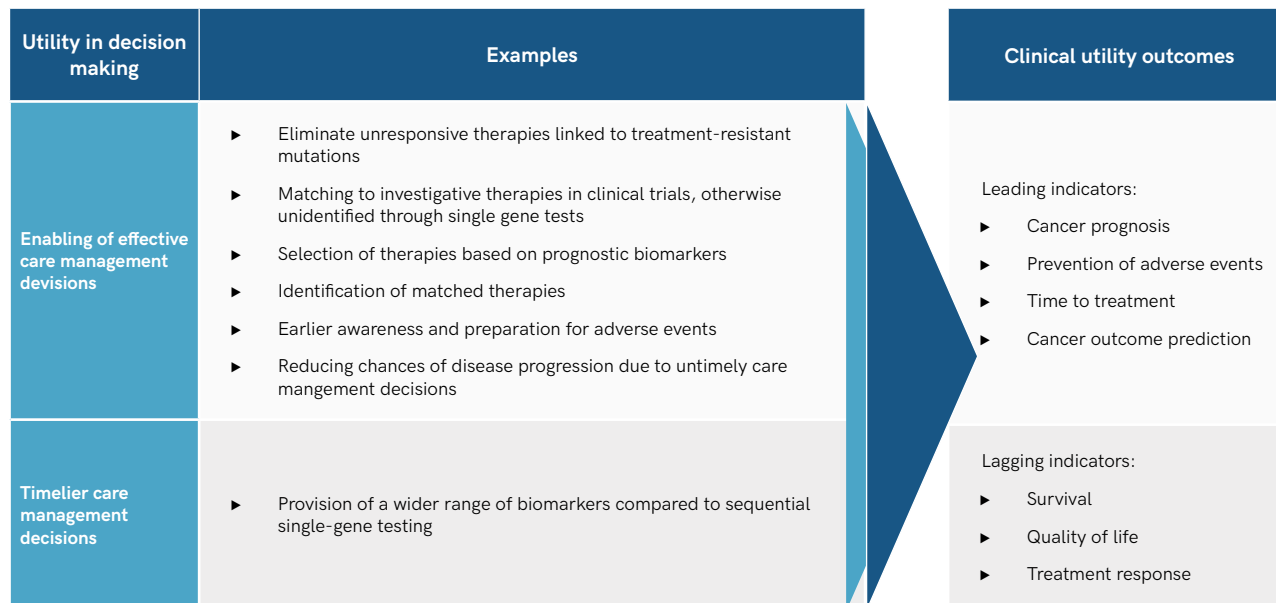 Utility in decision
making
Examples
Clinical utility outcomes
Enabling of effective
care management
devisions
► Eliminate unresponsive therapies linked to treatment-resistant
mutations
► Matching to investigative therapies in clinical trials, otherwise
unidentified through single gene tests
► Selection of therapies based on prognostic biomarkers
► Identification of matched therapies
► Earlier awareness and preparation for adverse events
► Reducing chances of disease progression due to untimely care
mangement decisions
Leading indicators:
► Cancer prognosis
► Prevention of adverse events
► Time to treatment
► Cancer outcome prediction
Timelier care
management
decisions
► Provision of a wider range of biomarkers compared to sequential
single-gene testing
Lagging indicators:
► Survival
► Quality of life
► Treatment response